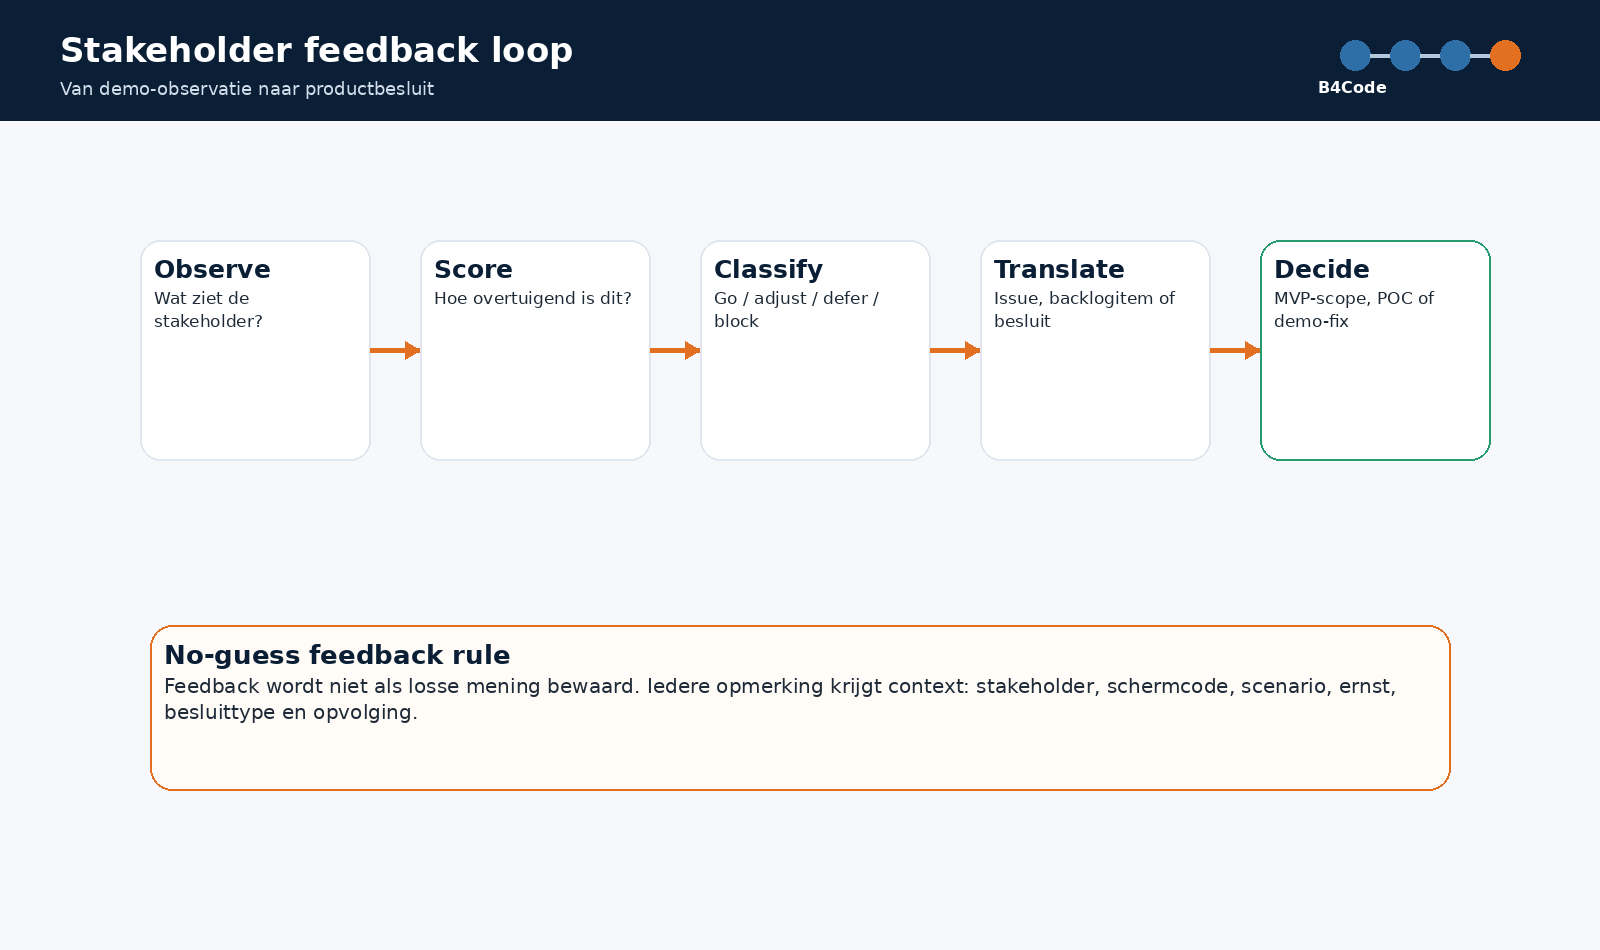 Stakeholder feedback loop
Van demo-observatie naar productbesluit
B4Code
Observe
Wat ziet de
stakeholder?
Score
Hoe overtuigend is dit?
Classify
Go / adjust / defer /
block
Translate
Issue, backlogitem of
besluit
Decide
MVP-scope, POC of
demo-fix
No-guess feedback rule
Feedback wordt niet als losse mening bewaard. Iedere opmerking krijgt context: stakeholder, schermcode, scenario, ernst,
besluittype en opvolging.